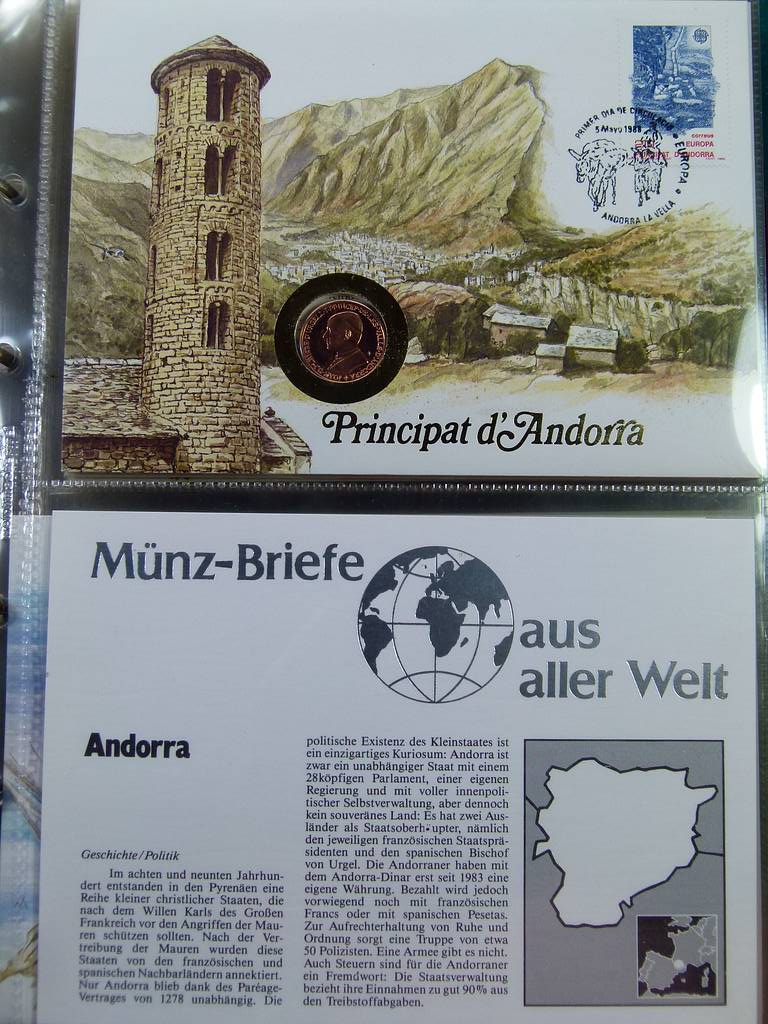 PRIMER DIA DE CIRCULACIO
5 Mayo 1988
EUROPA
ANDORRA LA VELLA
correus
EUROPA
PRINCIPAT D'ANDORRA
Principat d'Andorra
Münz-Briefe
aus
aller Welt
Andorra
Geschichte/Politik
Im achten und neunten Jahrhun-
dert entstanden in den Pyrenäen eine
Reihe kleiner christlicher Staaten, die
nach dem Willen Karls des Großen
Frankreich vor den Angriffen der Mau-
ren schützen sollten. Nach der Ver-
treibung der Mauren wurden diese
Staaten von den französischen und
spanischen Nachbarländern annektiert.
Nur Andorra blieb dank des Paréage-
Vertrages von 1278 unabhängig. Die
politische Existenz des Kleinstaates ist
ein einzigartiges Kuriosum: Andorra ist
zwar ein unabhängiger Staat mit einem
28köpfigen Parlament, einer eigenen
Regierung und mit voller innenpoli-
tischer Selbstverwaltung, aber dennoch
kein souveränes Land: Es hat zwei Aus-
länder als Staatsoberhäupter, nämlich
den jeweiligen französischen Staatsprä-
sidenten und den spanischen Bischof
von Urgel. Die Andorraner haben mit
dem Andorra-Dinar erst seit 1983 eine
eigene Währung. Bezahlt wird jedoch
vorwiegend noch mit französischen
Francs oder mit spanischen Pesetas.
Zur Aufrechterhaltung von Ruhe und
Ordnung sorgt eine Truppe von etwa
50 Polizisten. Eine Armee gibt es nicht.
Auch Steuern sind für die Andorraner
ein Fremdwort: Die Staatsverwaltung
bezieht ihre Einnahmen zu gut 90% aus
den Treibstoffabgaben.